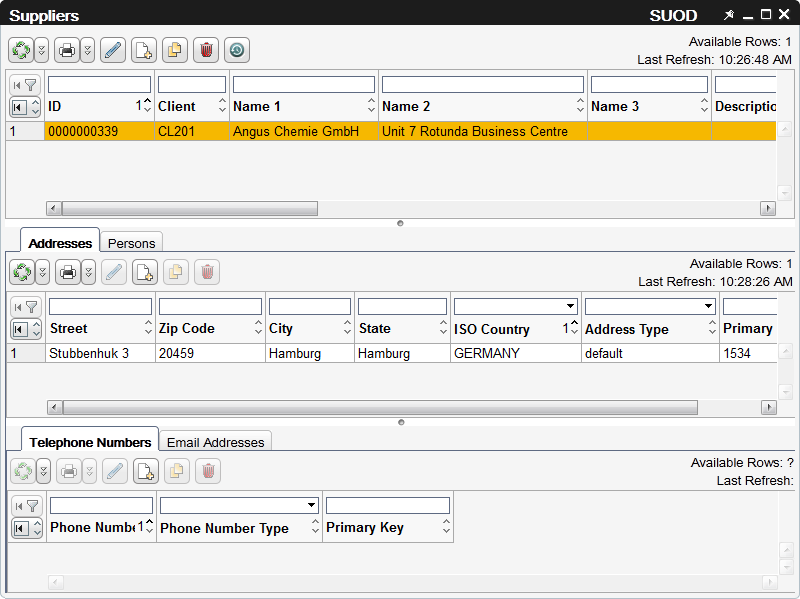 Suppliers SUOD
Available Rows: 1
Last Refresh: 10:26:48 AM
ID 1 Client Name 1 Name 2 Name 3 Descriptio
1 0000000339 CL201 Angus Chemie GmbH Unit 7 Rotunda Business Centre
Addresses Persons
Available Rows: 1
Last Refresh: 10:28:26 AM
Street Zip Code City State ISO Country 1 Address Type Primary
1 Stubbenhuk 3 20459 Hamburg Hamburg GERMANY default 1534
Telephone Numbers Email Addresses
Available Rows: ?
Last Refresh:
Phone Numbe 1 Phone Number Type Primary Key